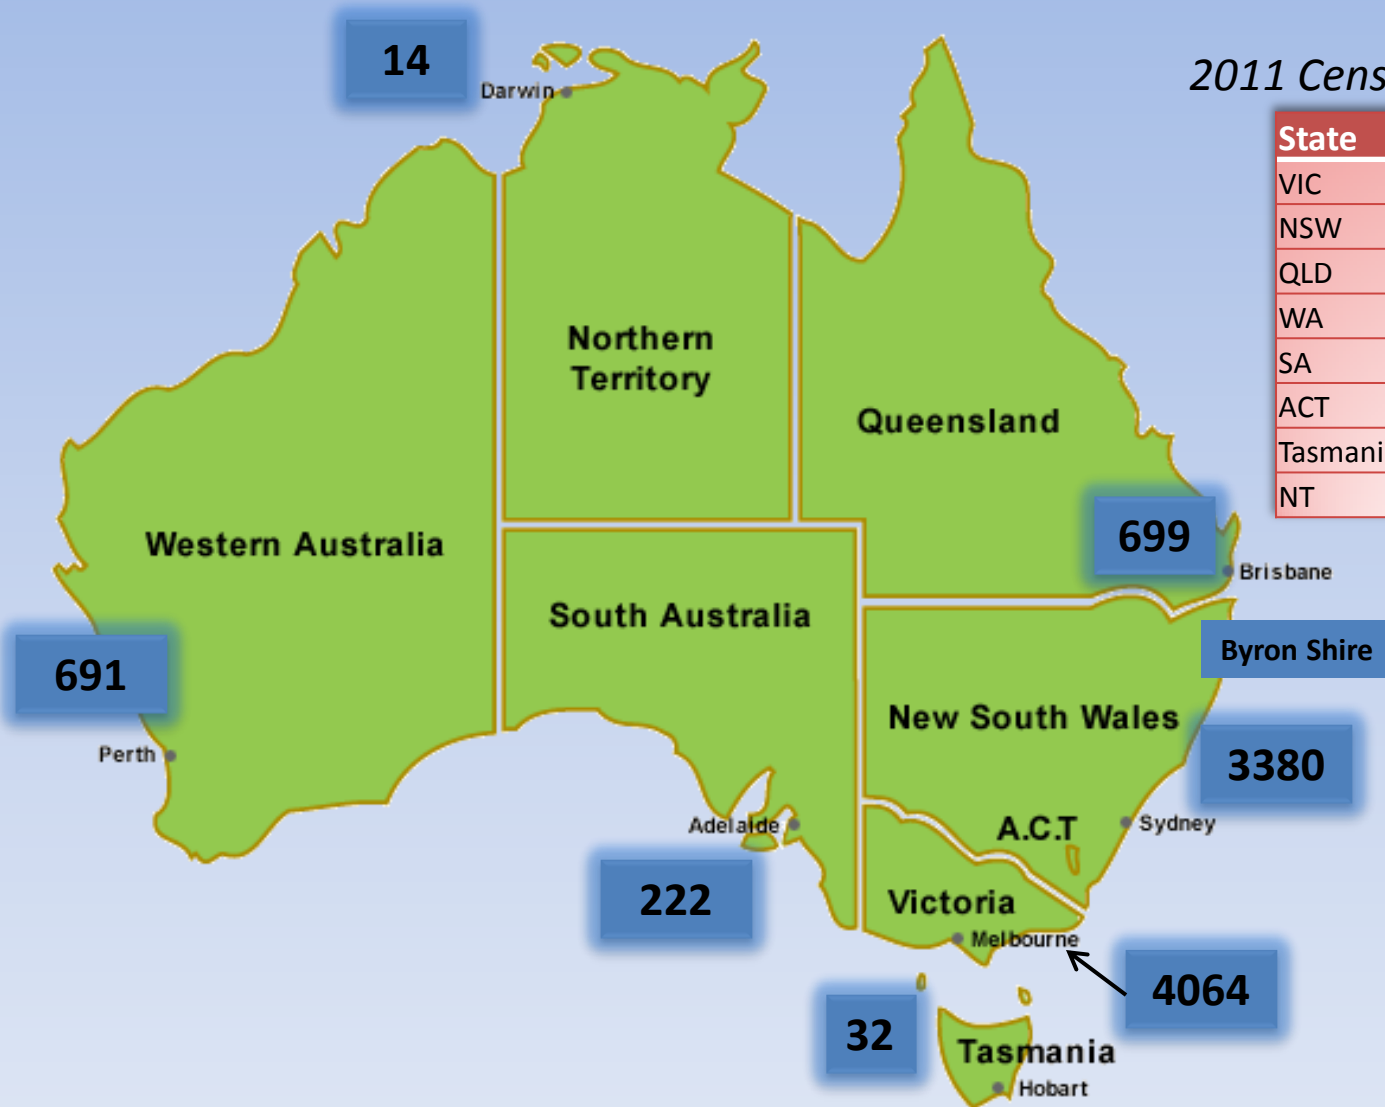 14
Darwin
2011 Cens
State
VIC
NSW
QLD
WA
SA
ACT
Tasmani
NT
Northern
Territory
Queensland
Western Australia
699
Brisbane
South Australia
691
Byron Shire
New South Wales
3380
Perth
Adelaide
A.C.T
Sydney
222
Victoria
Melbourne
4064
32
Tasmania
Hobart